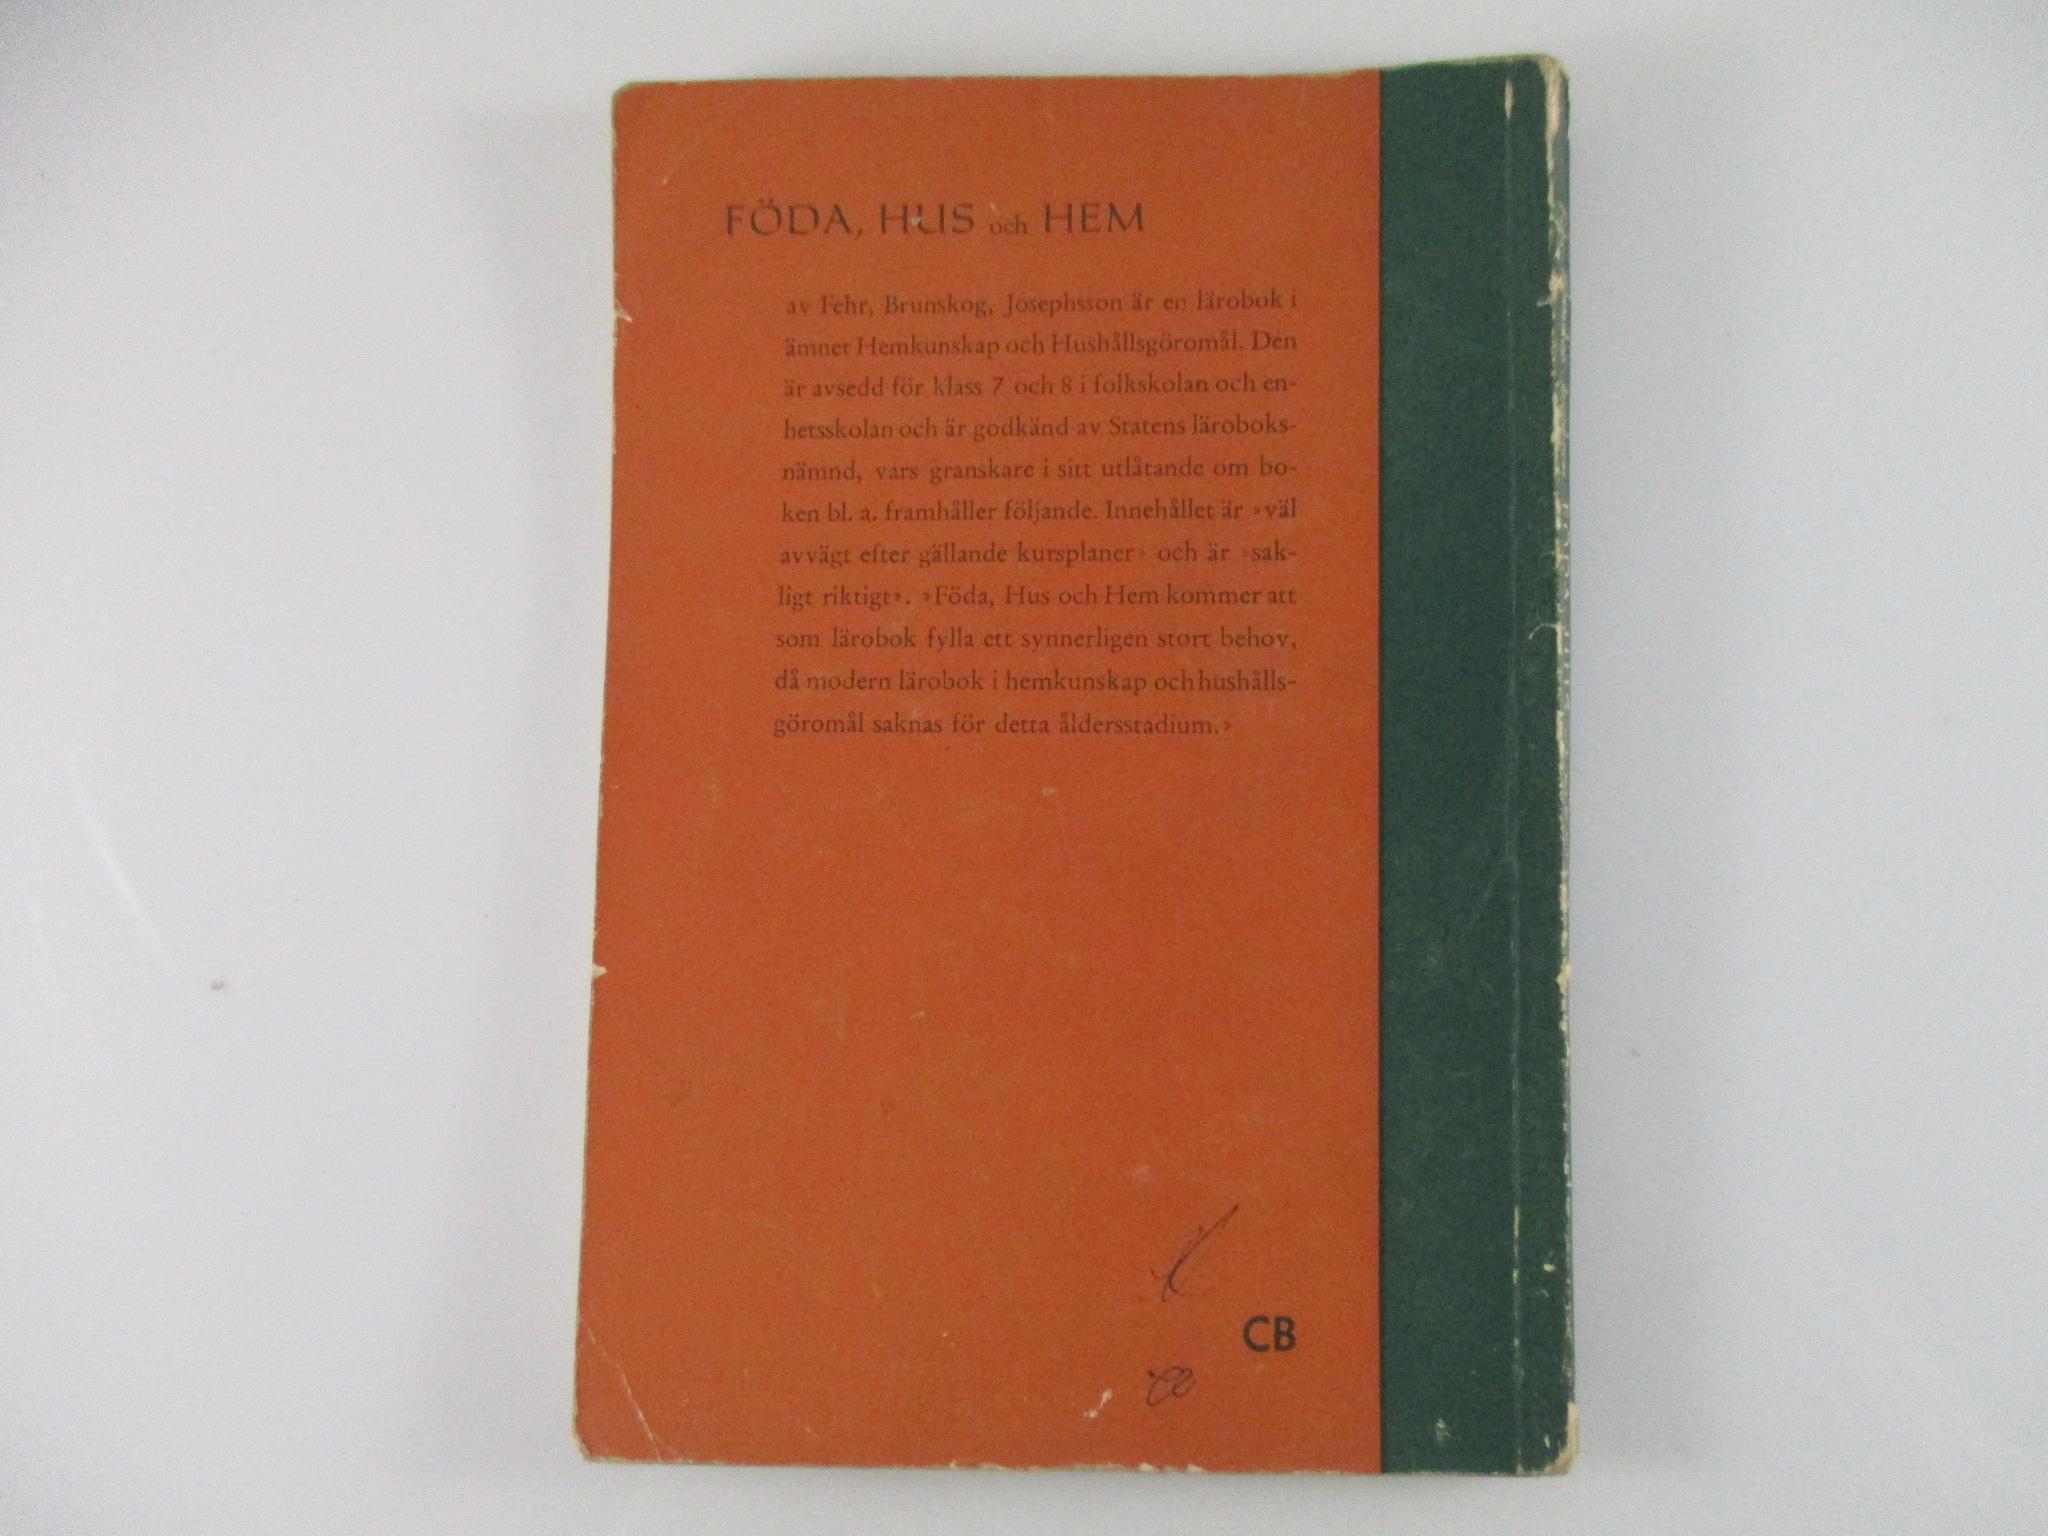 FÖDA, HUS och HEM
av Fehr, Brunskog, Josephsson är en lärobok i
ämnet Hemkunskap och Hushållsgöromål. Den
är avsedd för klass 7 och 8 i folkskolan och en-
hetsskolan och är godkänd av Statens läroboks-
nämnd, vars granskare i sitt utlåtande om bo-
ken bl. a. framhåller följande. Innehållet är »väl
avvägt efter gällande kursplaner» och är »sak-
ligt riktigt». »Föda, Hus och Hem kommer att
som lärobok fylla ett synnerligen stort behov,
då modern lärobok i hemkunskap och hushålls-
göromål saknas för detta åldersstadium.»
CB